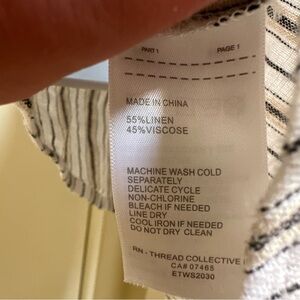 PART 1 PAGE 1
MADE IN CHINA
55%LINEN
45%VISCOSE
MACHINE WASH COLD
SEPARATELY
DELICATE CYCLE
NON-CHLORINE
BLEACH IF NEEDED
LINE DRY
COOL IRON IF NEEDED
DO NOT DRY CLEAN
RN - THREAD COLLECTIVE
CA# 07465
ETWS2030